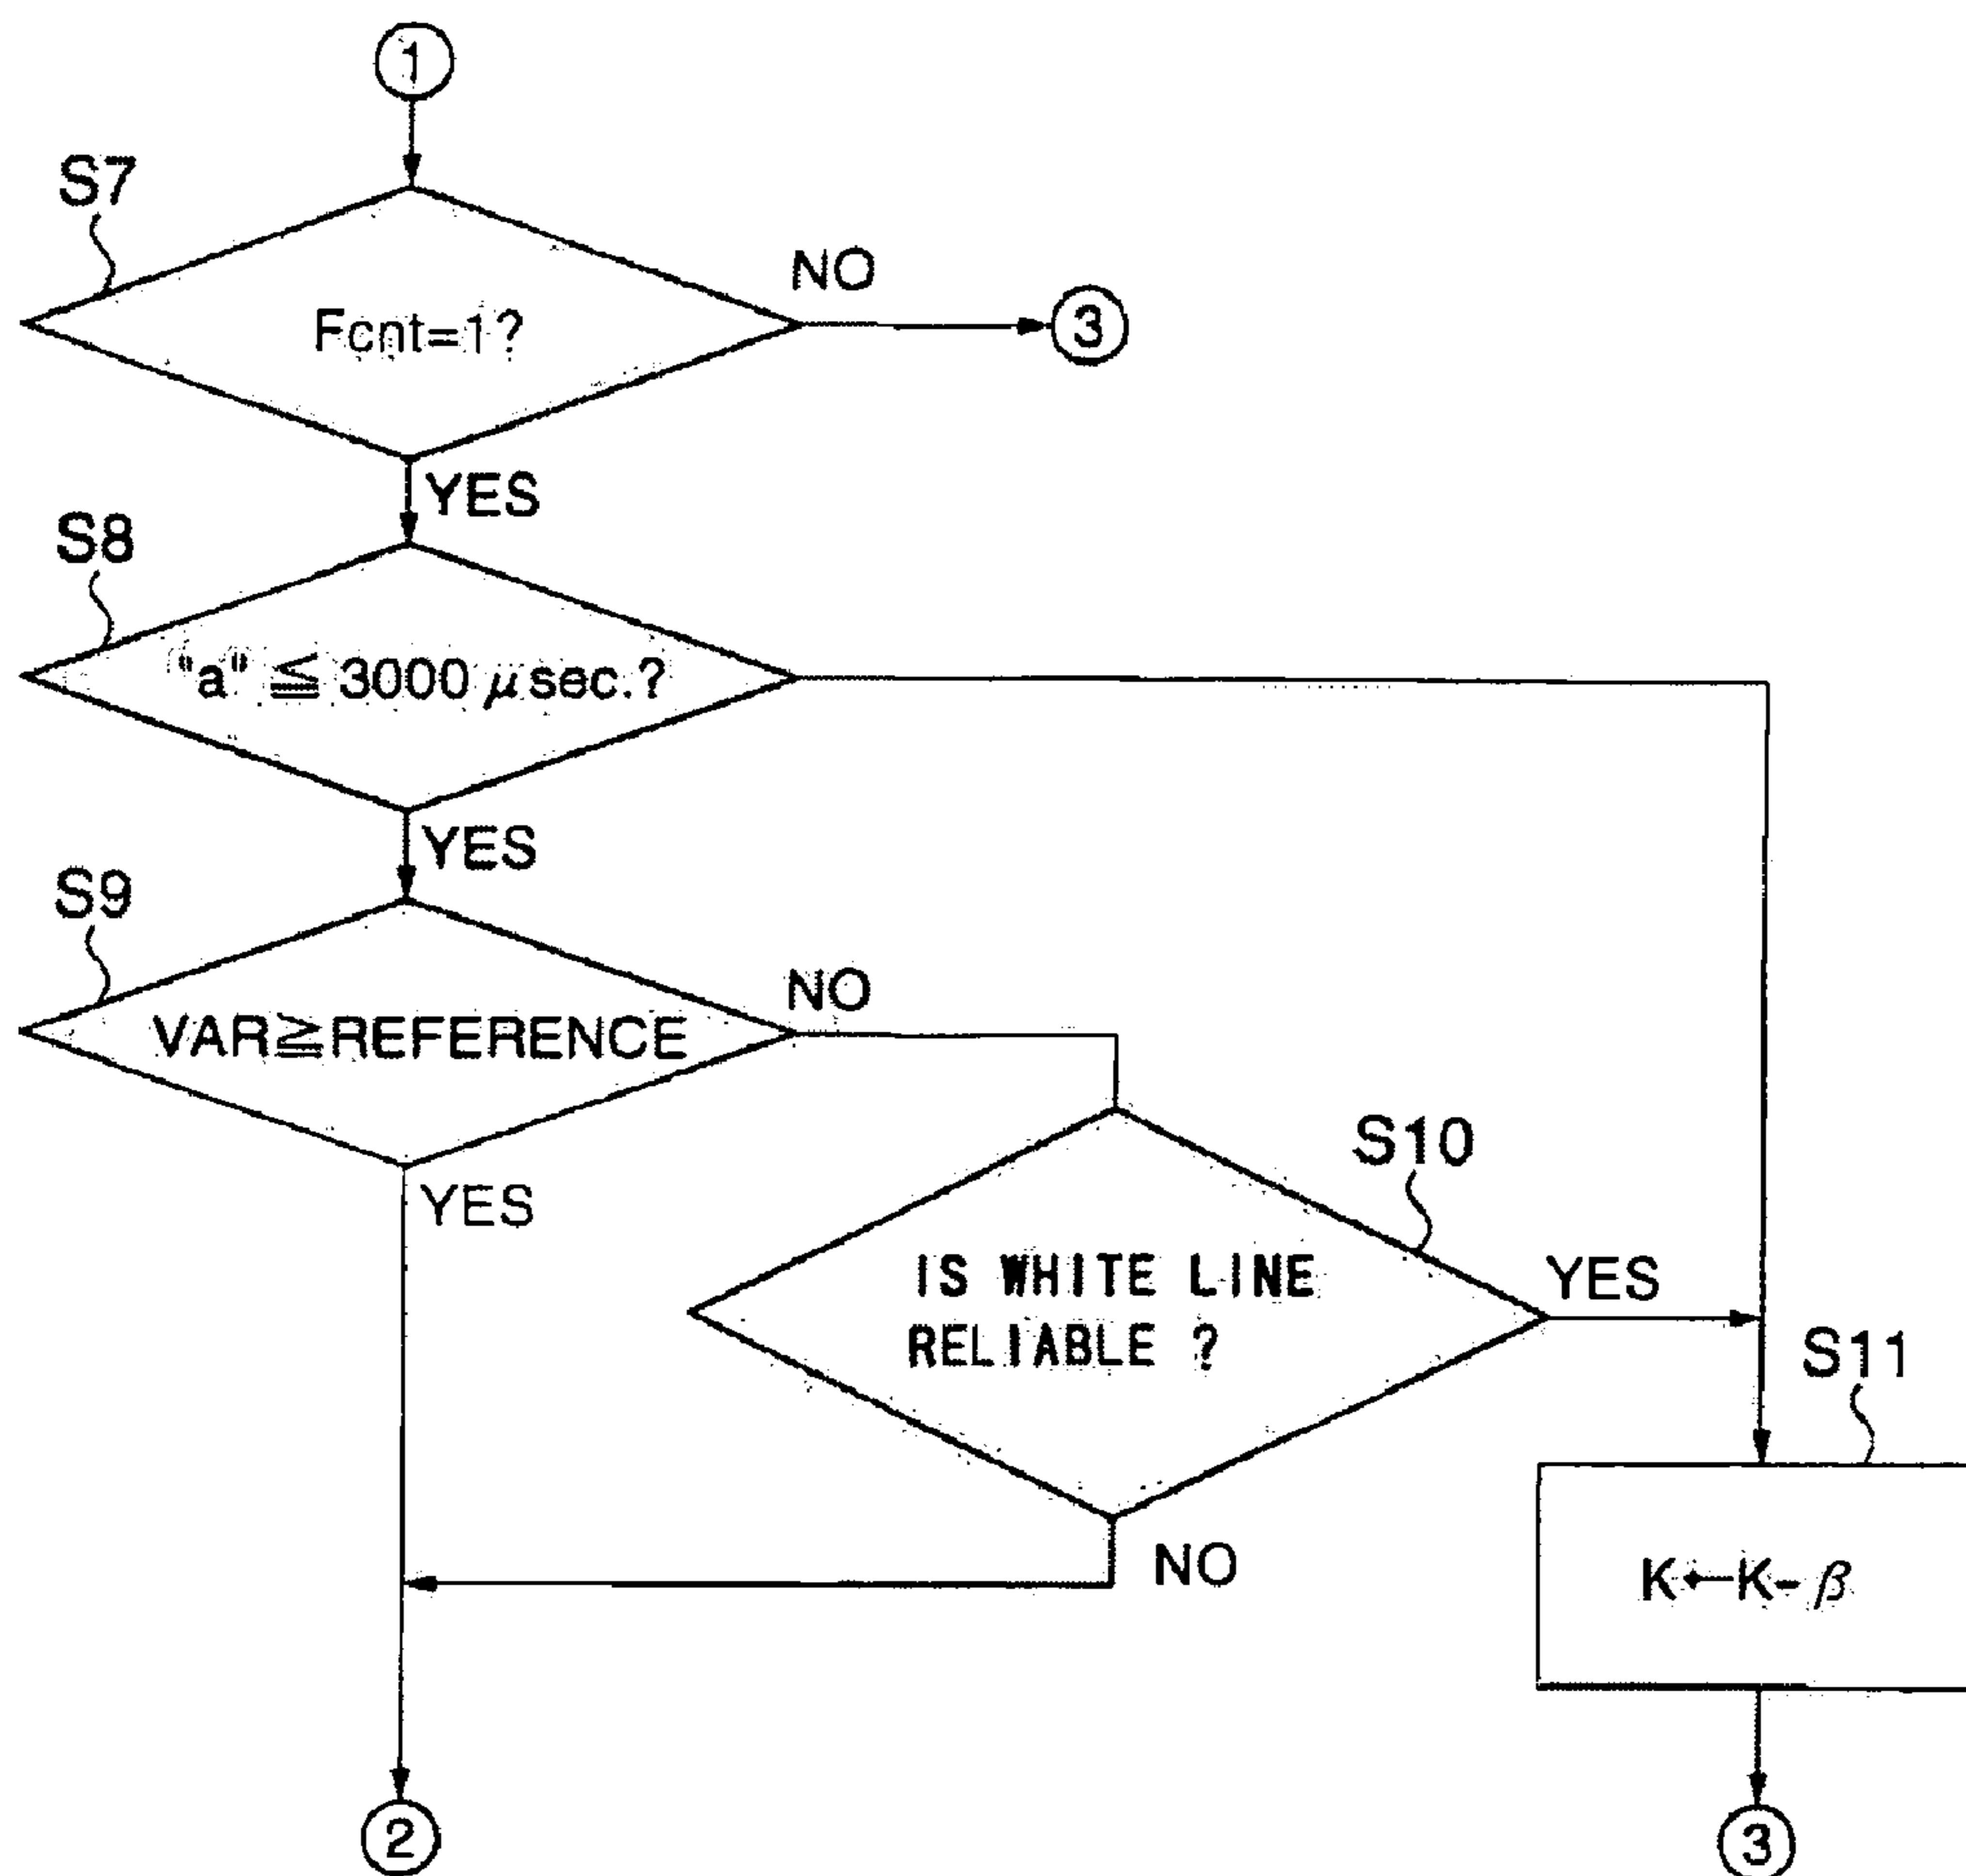 ①
S7
NO
Fcnt=1?
③
YES
S8
"a" ≦ 3000 μsec.?
YES
S9
NO
VAR≧REFERENCE
S10
YES
IS WHITE LINE
RELIABLE ?
YES
S11
NO
K←K-β
②
③